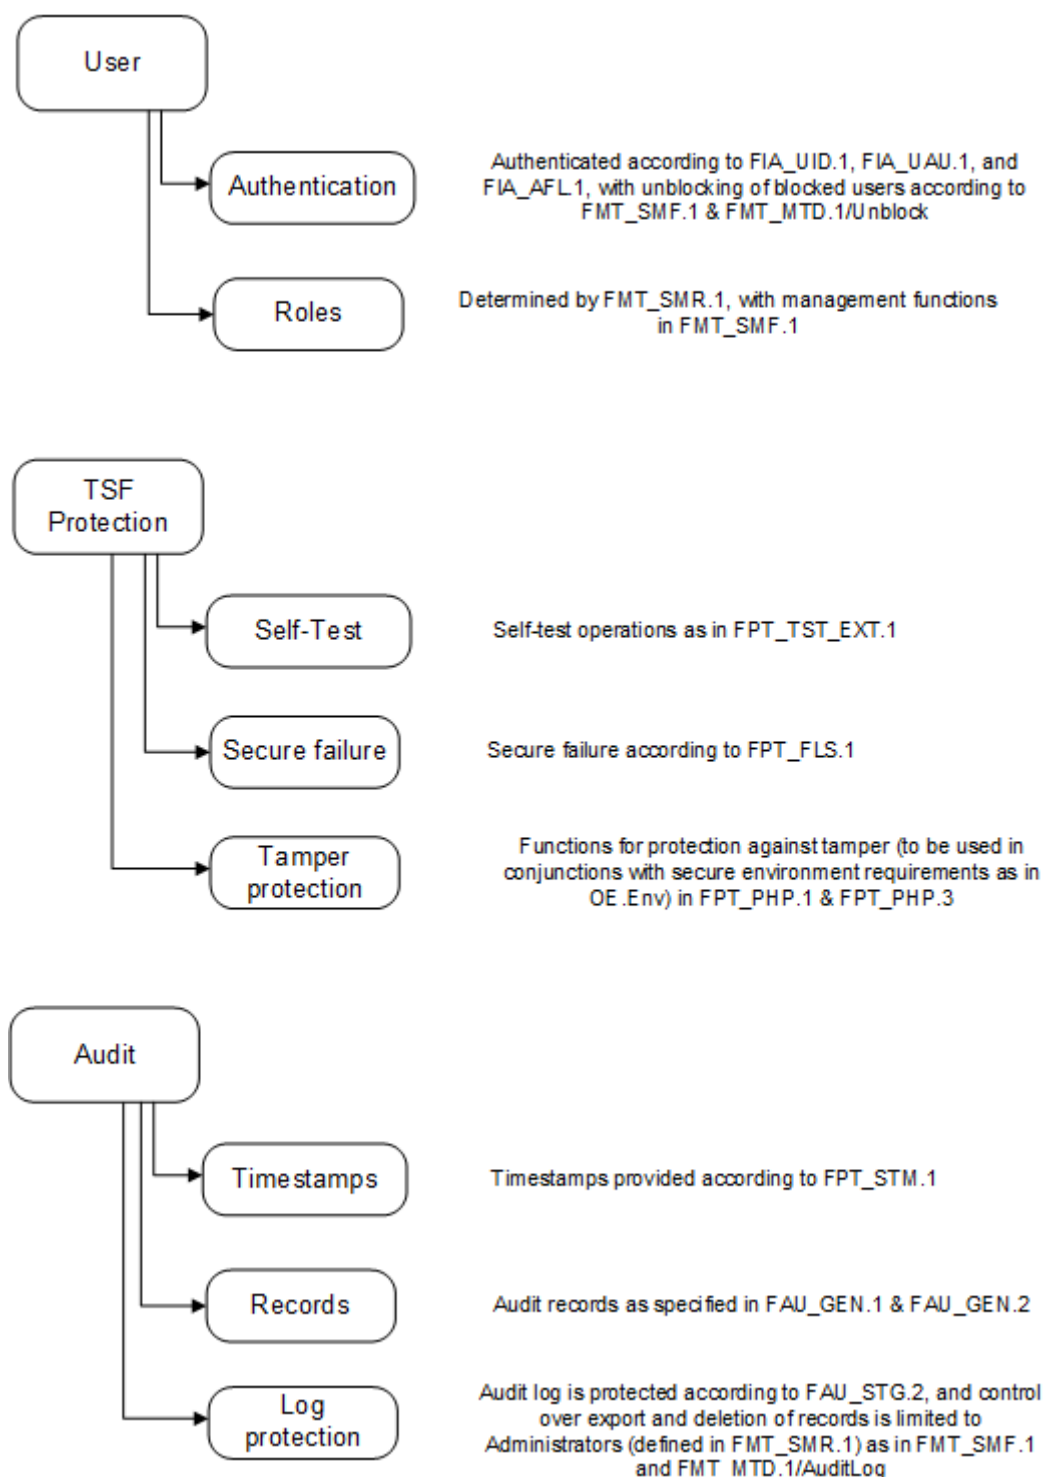 User
Authentication
Authenticated according to FIA_UID.1, FIA_UAU.1, and
FIA_AFL.1, with unblocking of blocked users according to
FMT_SMF.1 & FMT_MTD.1/Unblock
Roles
Determined by FMT_SMR.1, with management functions
in FMT_SMF.1
TSF
Protection
Self-Test
Self-test operations as in FPT_TST_EXT.1
Secure failure
Secure failure according to FPT_FLS.1
Tamper
protection
Functions for protection against tamper (to be used in
conjunctions with secure environment requirements as in
OE.Env) in FPT_PHP.1 & FPT_PHP.3
Audit
Timestamps
Timestamps provided according to FPT_STM.1
Records
Audit records as specified in FAU_GEN.1 & FAU_GEN.2
Log
protection
Audit log is protected according to FAU_STG.2, and control
over export and deletion of records is limited to
Administrators (defined in FMT_SMR.1) as in FMT_SMF.1
and FMT_MTD.1/AuditLog